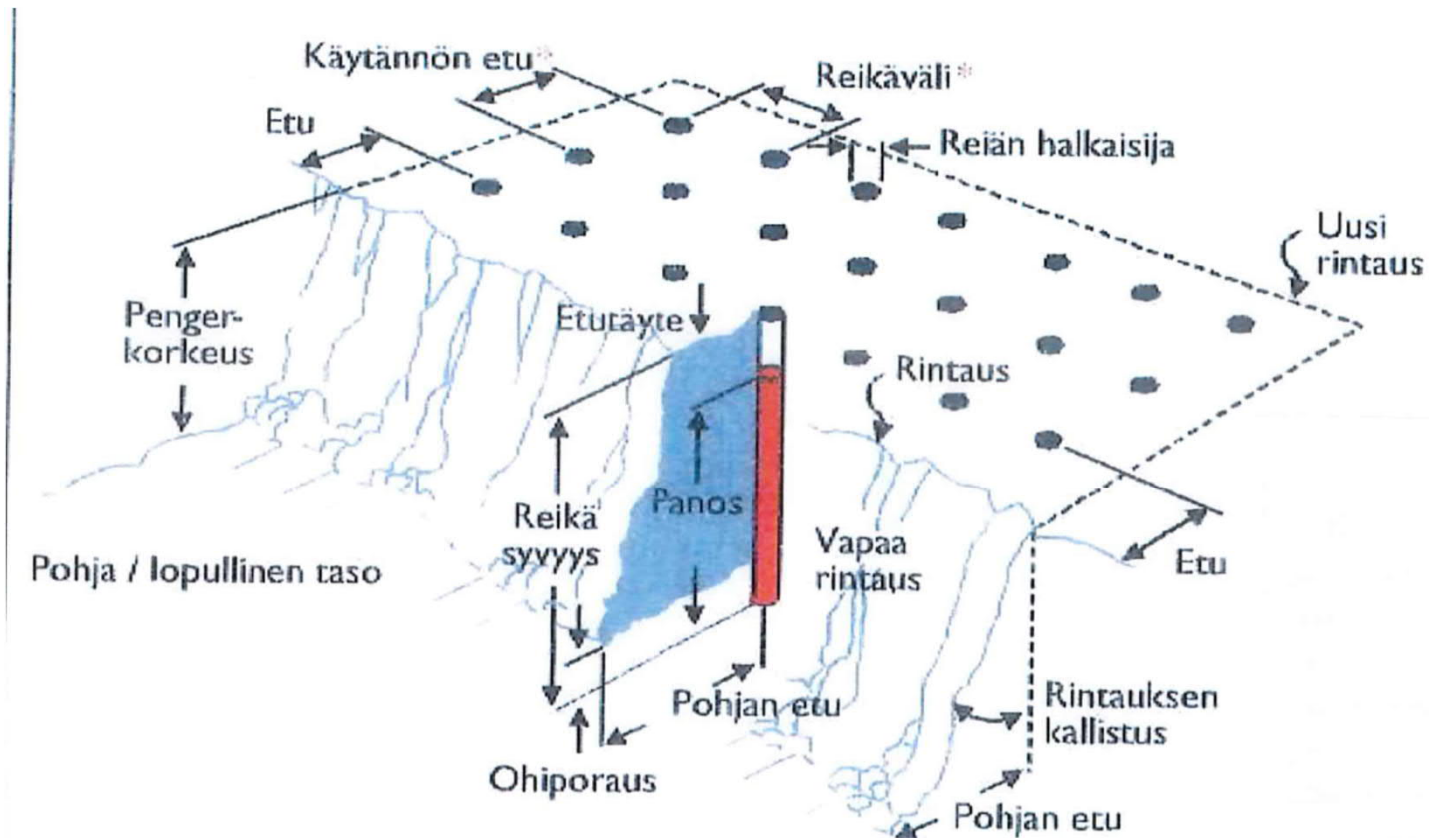 Käytännön etu*
Reikäväli*
Etu
Reiän halkaisija
Uusi
rintaus
Penger-
korkeus
Etutäyte
Rintaus
Reikä
syvyys
Panos
Vapaa
rintaus
Pohja / lopullinen taso
Etu
Pohjan etu
Rintauksen
kallistus
Ohiporaus
Pohjan etu